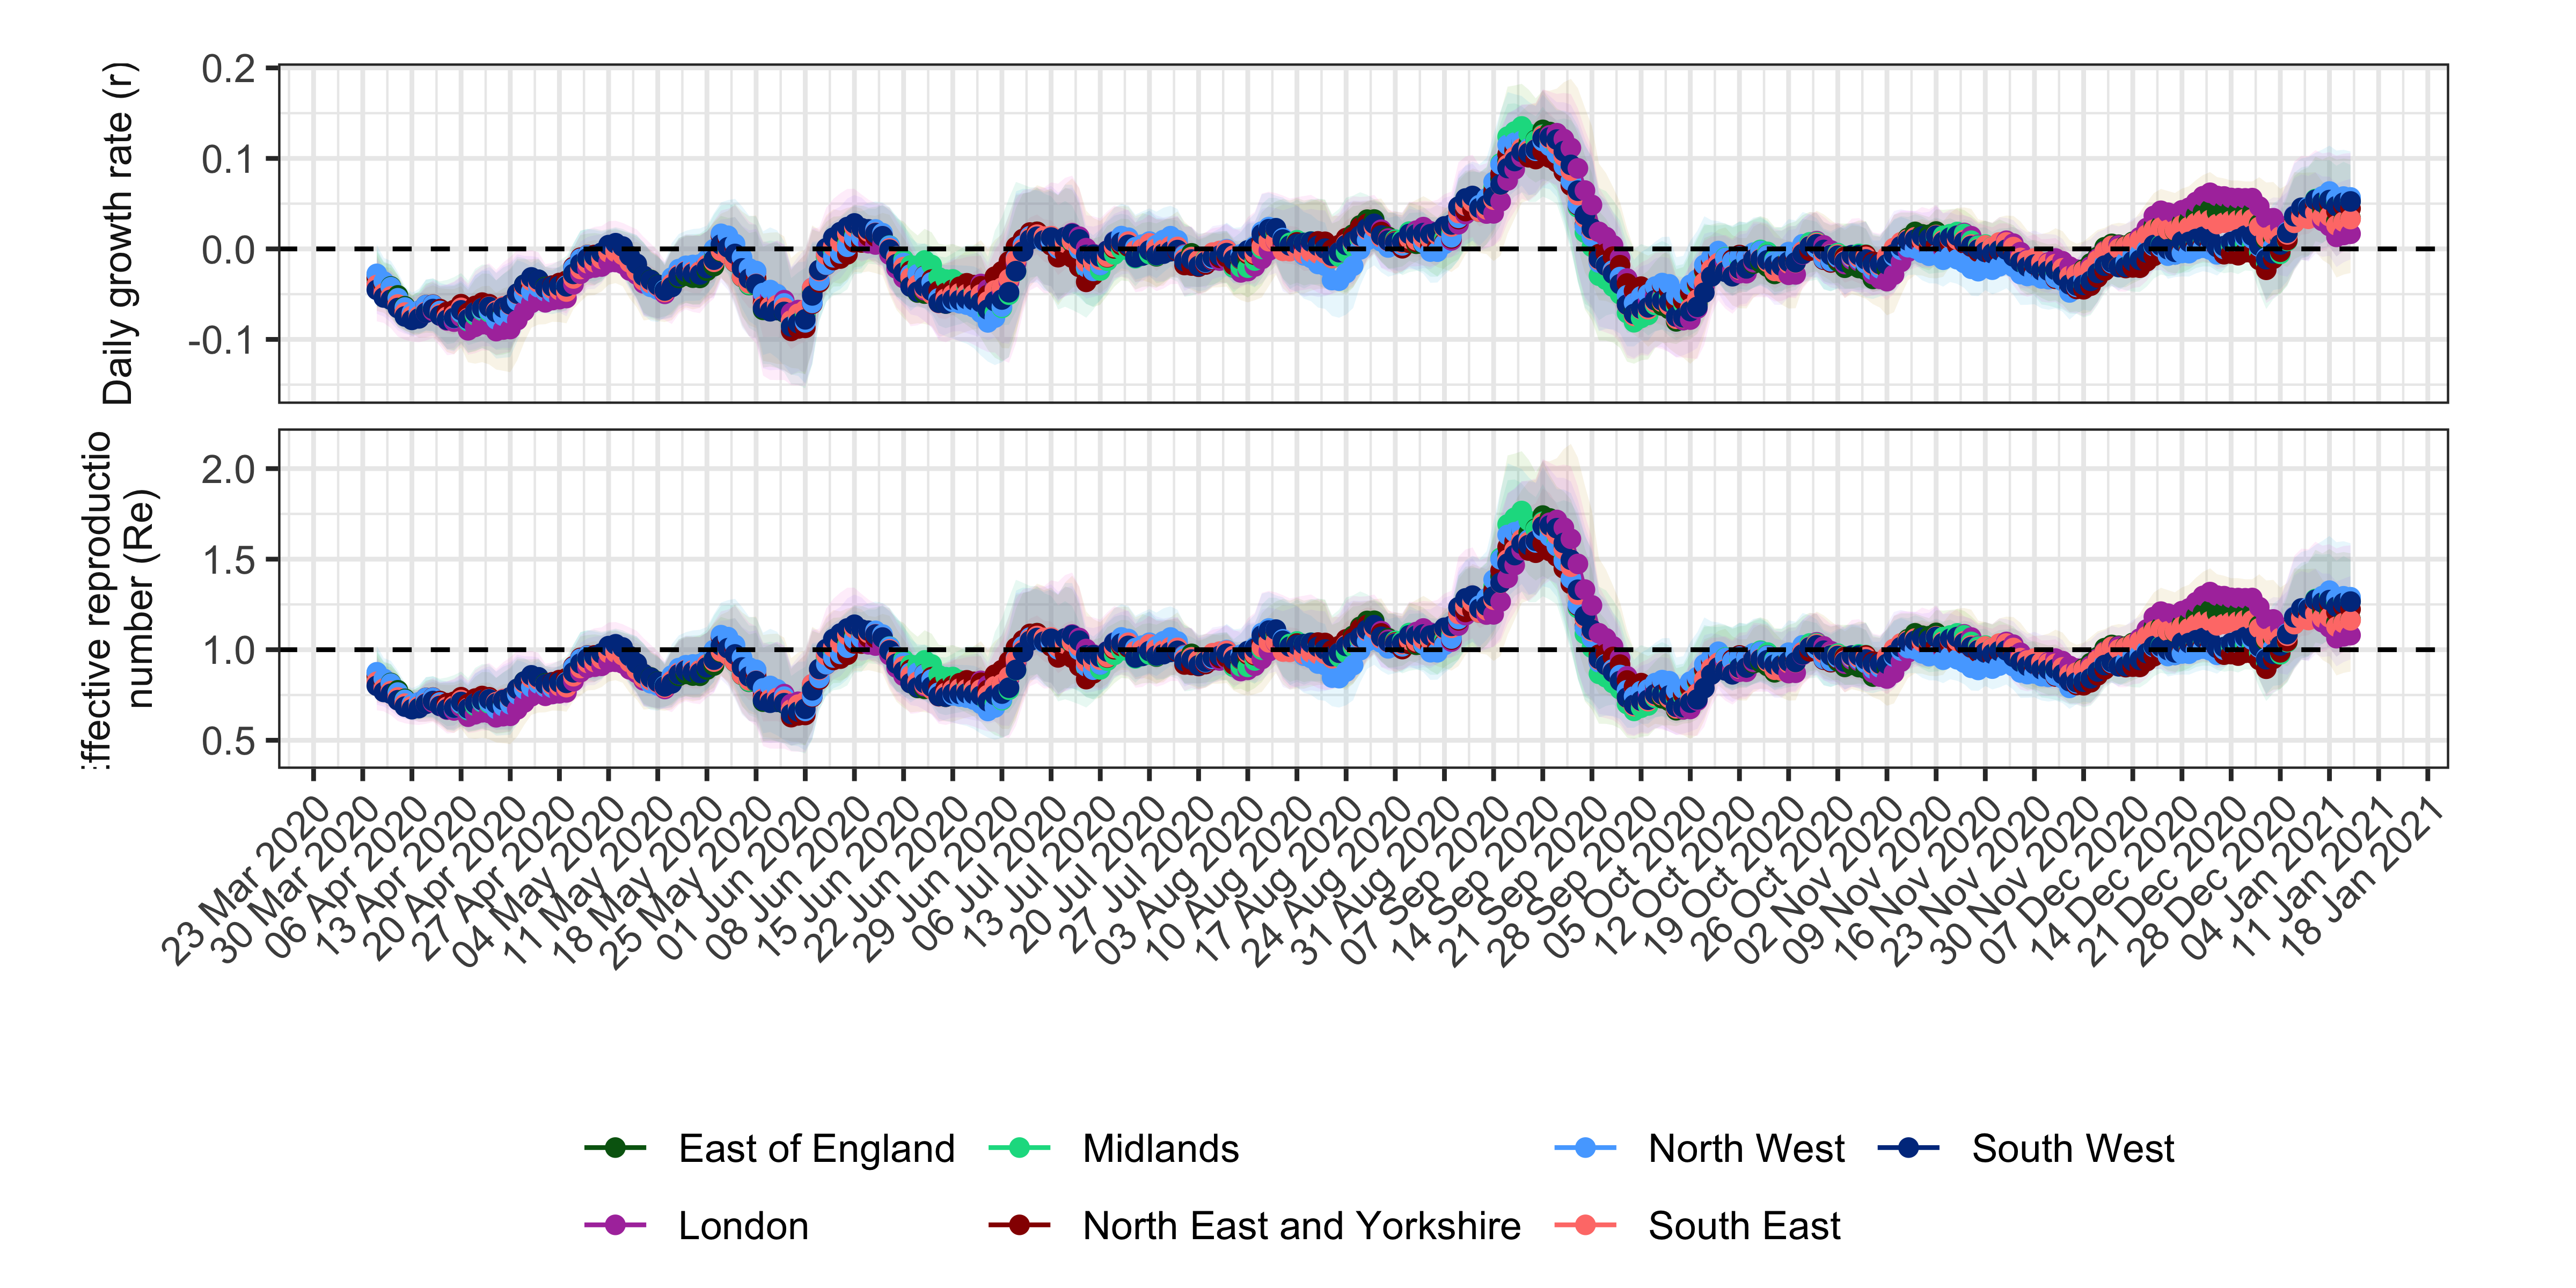 Daily growth rate (r)
0.2
0.1
0.0
-0.1
ffective reproductio
number (Re)
2.0
1.5
1.0
0.5
23 Mar 2020
30 Mar 2020
06 Apr 2020
13 Apr 2020
20 Apr 2020
27 Apr 2020
04 May 2020
11 May 2020
18 May 2020
25 May 2020
01 Jun 2020
08 Jun 2020
15 Jun 2020
22 Jun 2020
29 Jun 2020
06 Jul 2020
13 Jul 2020
20 Jul 2020
27 Jul 2020
03 Aug 2020
10 Aug 2020
17 Aug 2020
24 Aug 2020
31 Aug 2020
07 Sep 2020
14 Sep 2020
21 Sep 2020
28 Sep 2020
05 Oct 2020
12 Oct 2020
19 Oct 2020
26 Oct 2020
02 Nov 2020
09 Nov 2020
16 Nov 2020
23 Nov 2020
30 Nov 2020
07 Dec 2020
14 Dec 2020
21 Dec 2020
28 Dec 2020
04 Jan 2021
11 Jan 2021
18 Jan 2021
East of England
Midlands
North West
South West
London
North East and Yorkshire
South East